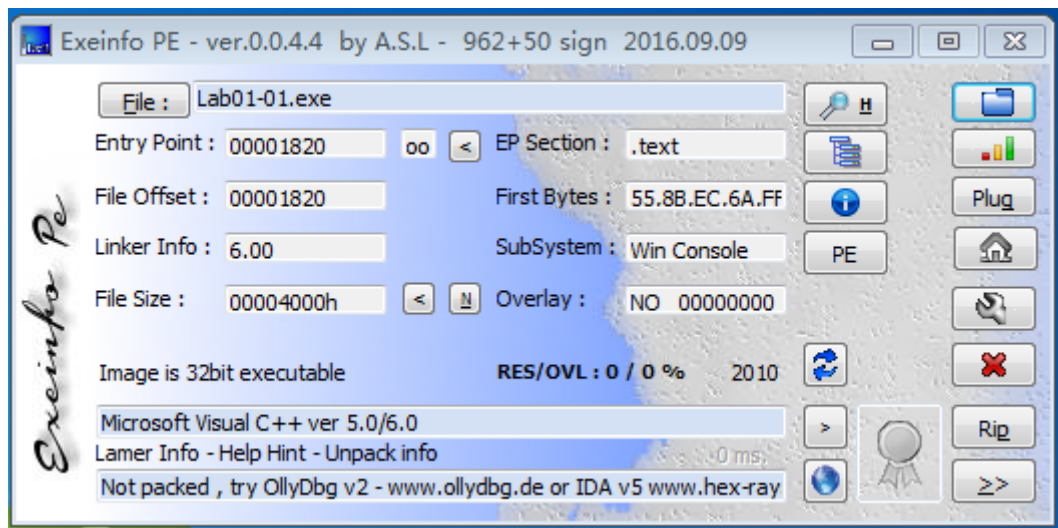 Exeinfo PE - ver.0.0.4.4 by A.S.L - 962+50 sign 2016.09.09
File : Lab01-01.exe H
Entry Point : 00001820 oo < EP Section : .text
File Offset : 00001820 First Bytes : 55.8B.EC.6A.FF Plug
Linker Info : 6.00 SubSystem : Win Console PE
File Size : 00004000h < N Overlay : NO 00000000
Image is 32bit executable RES/OVL : 0 / 0 % 2010
Microsoft Visual C++ ver 5.0/6.0 > Rip
Lamer Info - Help Hint - Unpack info 0 ms.
Not packed , try OllyDbg v2 - www.ollydbg.de or IDA v5 www.hex-ray >>
Exeinfo Pe